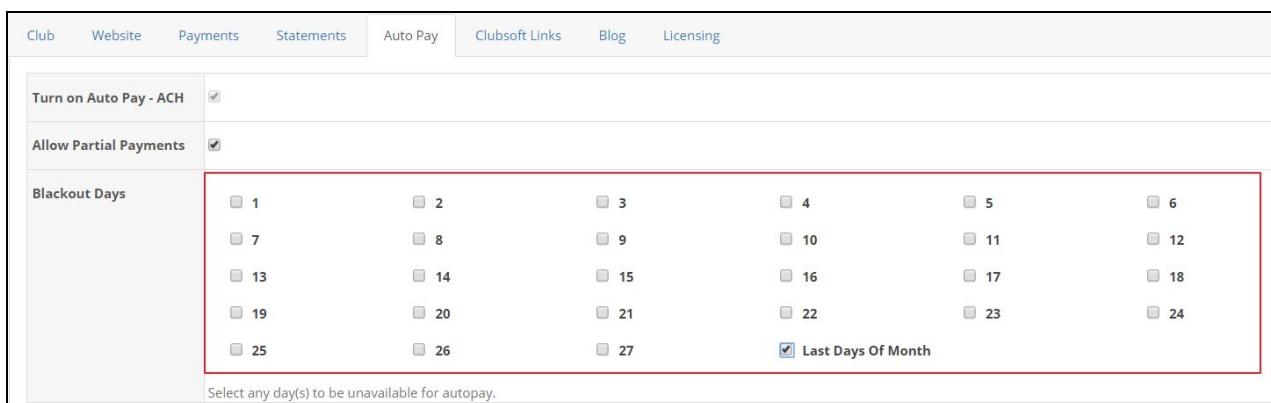 Club Website Payments Statements Auto Pay Clubsoft Links Blog Licensing
Turn on Auto Pay - ACH
Allow Partial Payments
Blackout Days
1 2 3 4 5 6
7 8 9 10 11 12
13 14 15 16 17 18
19 20 21 22 23 24
25 26 27 Last Days Of Month
Select any day(s) to be unavailable for autopay.